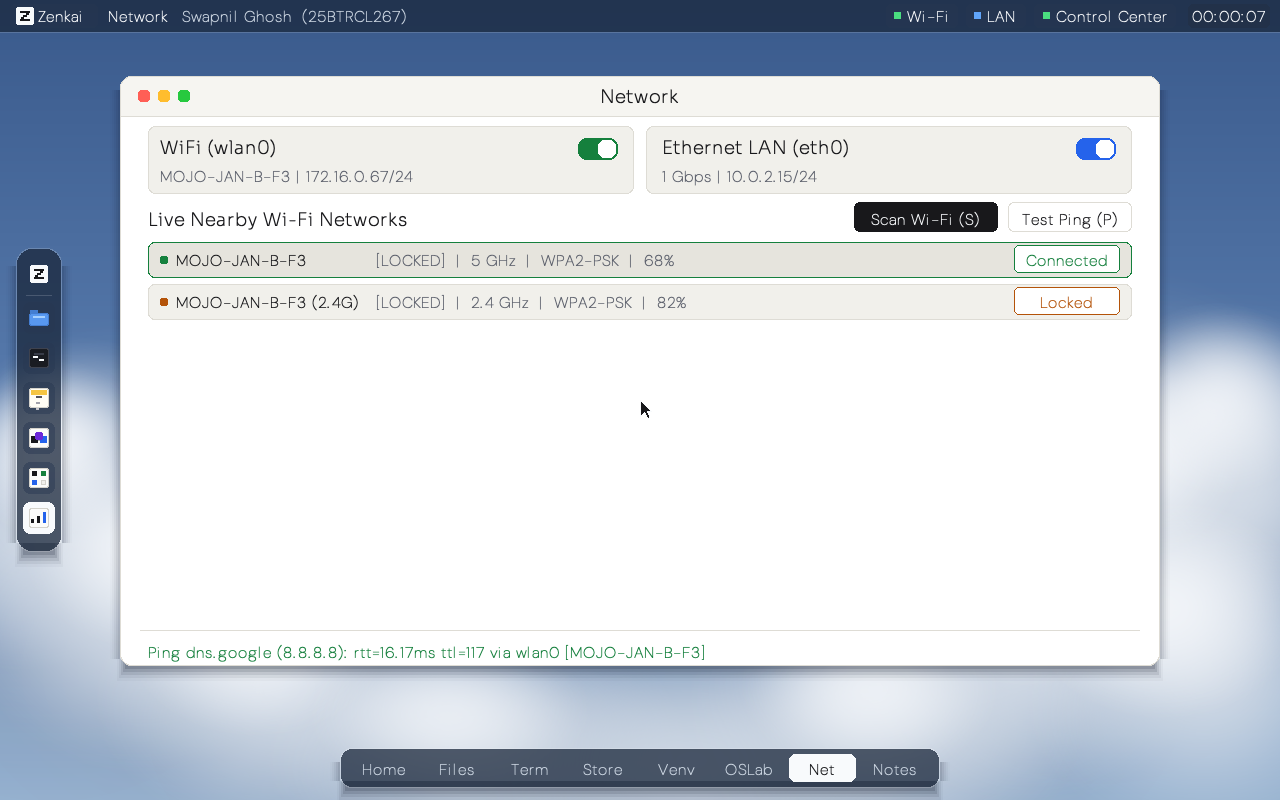 Zenkai Network Swapnil Ghosh (25BTRCL267) Wi-Fi LAN Control Center 00:00:07
Network
WiFi (wlan0)
MOJO-JAN-B-F3 | 172.16.0.67/24
Ethernet LAN (eth0)
1 Gbps | 10.0.2.15/24
Live Nearby Wi-Fi Networks
Scan Wi-Fi (S)
Test Ping (P)
MOJO-JAN-B-F3 [LOCKED] | 5 GHz | WPA2-PSK | 68% Connected
MOJO-JAN-B-F3 (2.4G) [LOCKED] | 2.4 GHz | WPA2-PSK | 82% Locked
Ping dns.google (8.8.8.8): rtt=16.17ms ttl=117 via wlan0 [MOJO-JAN-B-F3]
Home Files Term Store Venv OSLab Net Notes